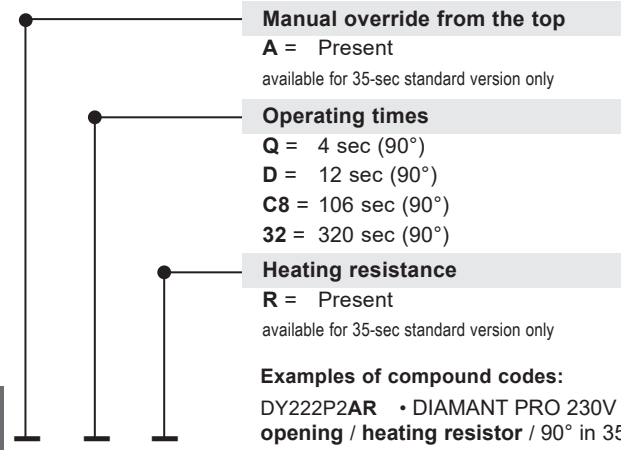 Manual override from the top
A = Present
available for 35-sec standard version only
Operating times
Q = 4 sec (90°)
D = 12 sec (90°)
C8 = 106 sec (90°)
32 = 320 sec (90°)
Heating resistance
R = Present
available for 35-sec standard version only
Examples of compound codes:
DY222P2AR • DIAMANT PRO 230V
opening / heating resistor / 90° in 35